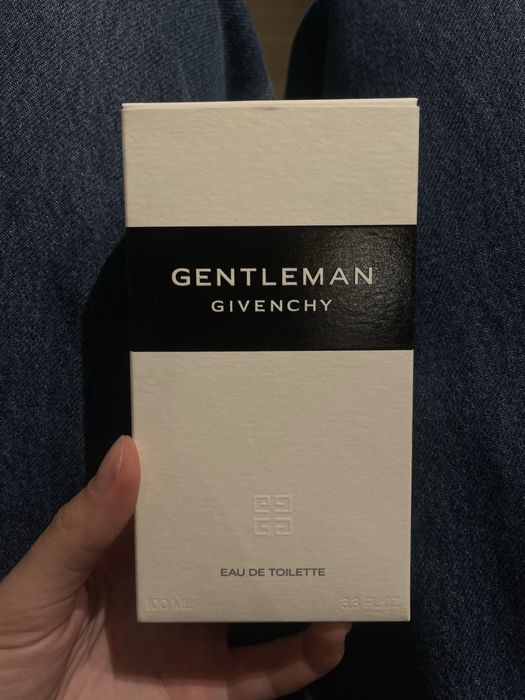 GENTLEMAN
GIVENCHY
EAU DE TOILETTE
100 ML 3.3 FL.OZ